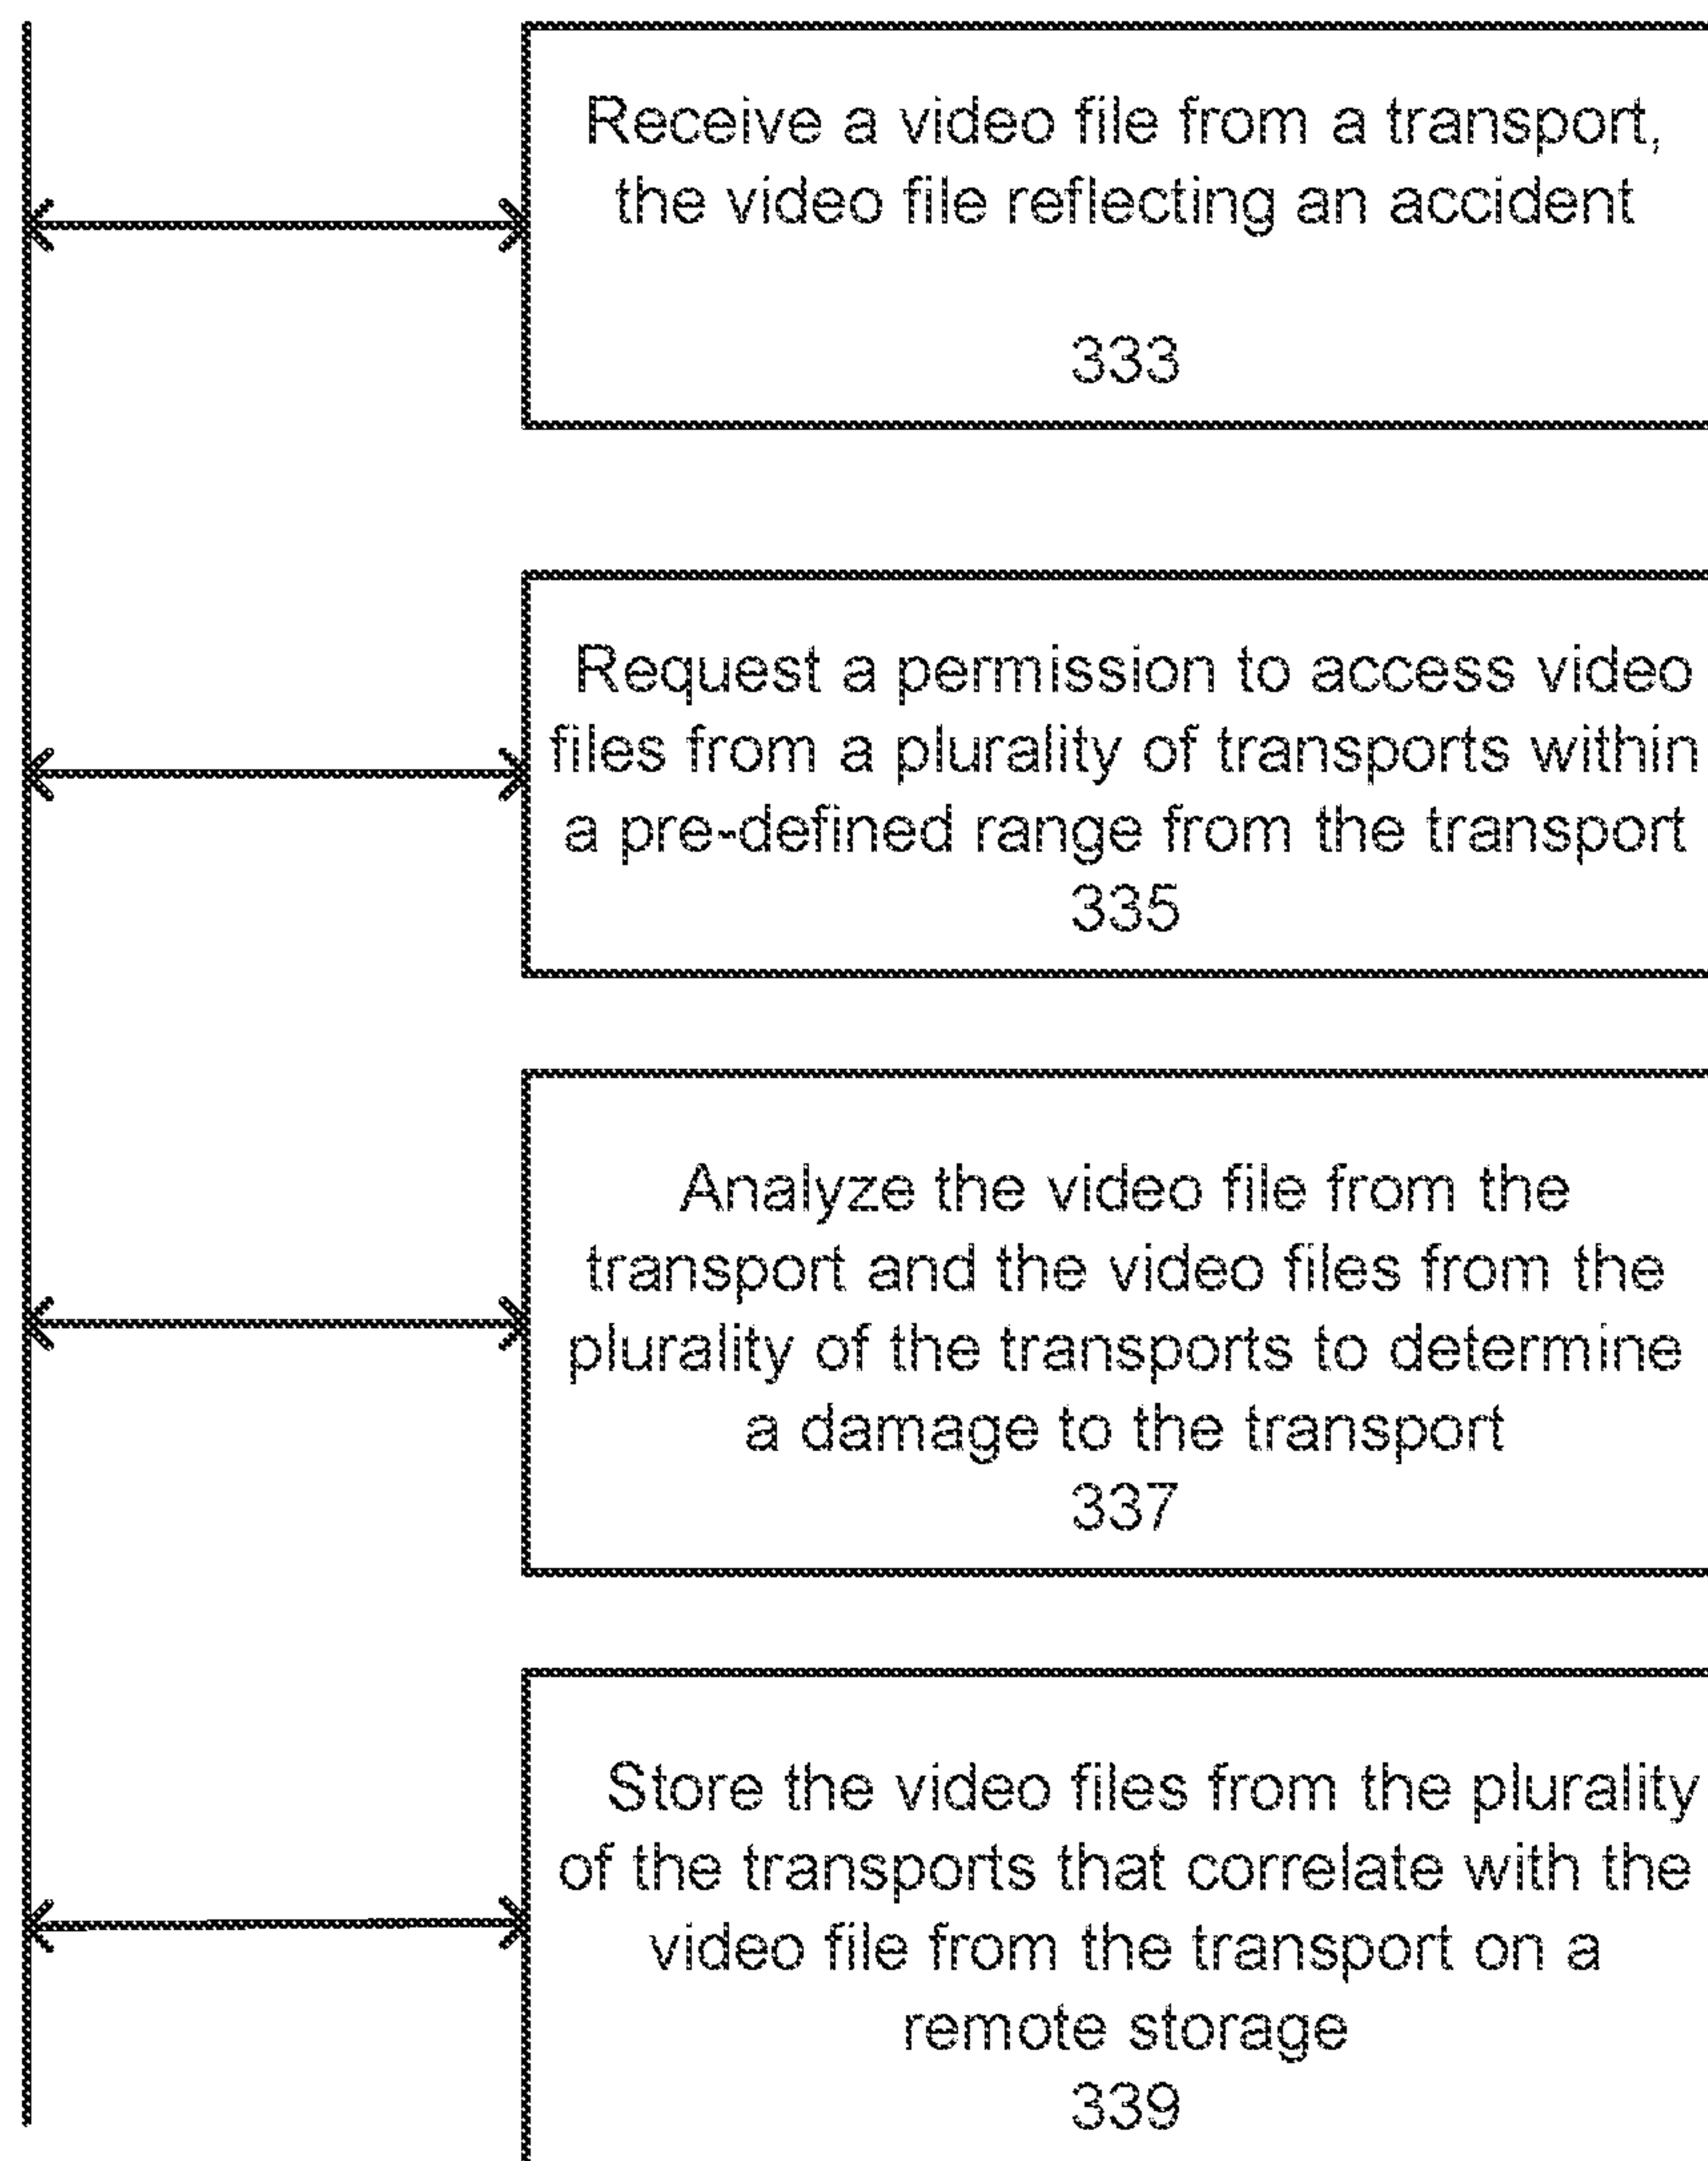 Receive a video file from a transport,
the video file reflecting an accident
333
Request a permission to access video
files from a plurality of transports within
a pre-defined range from the transport
335
Analyze the video file from the
transport and the video files from the
plurality of the transports to determine
a damage to the transport
337
Store the video files from the plurality
of the transports that correlate with the
video file from the transport on a
remote storage
339